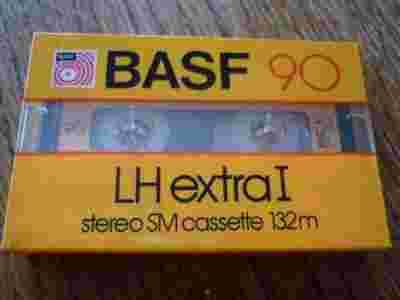 BASF 90
LH extra I
stereo SM cassette 132m